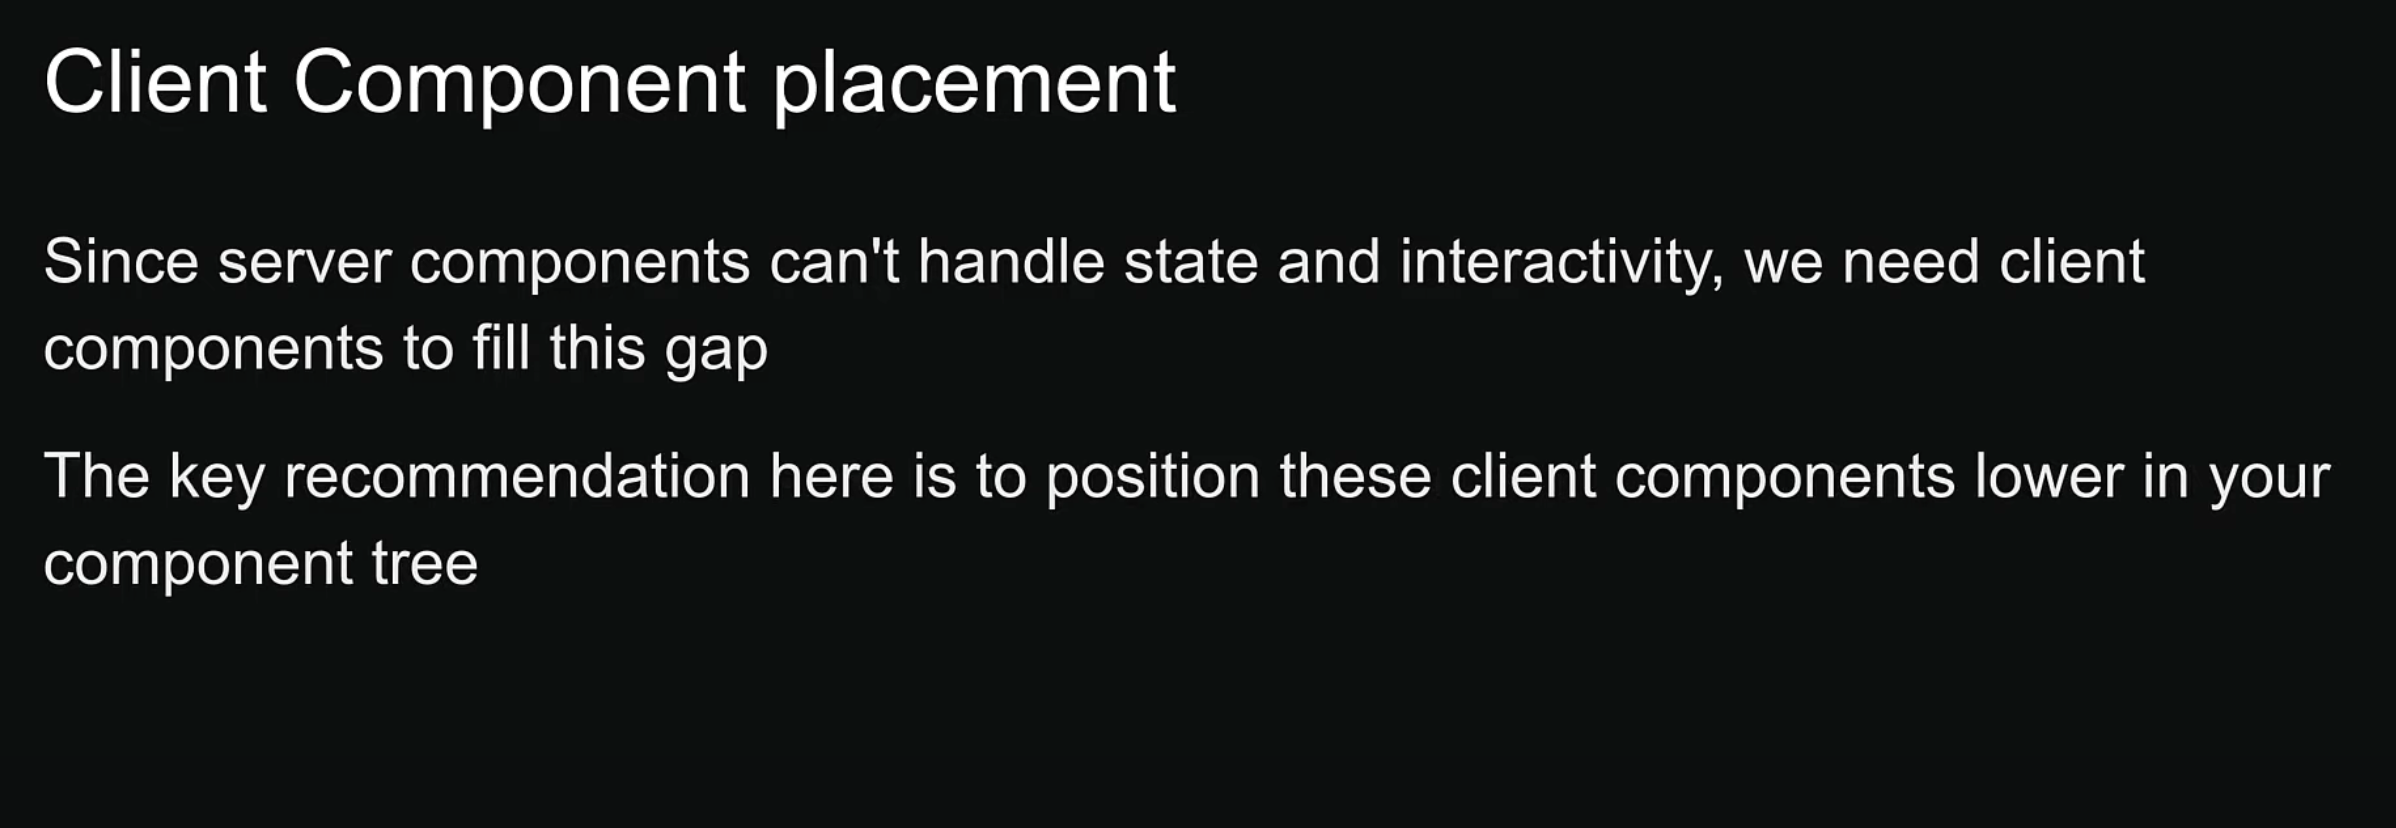 Client Component placement
Since server components can't handle state and interactivity, we need client
components to fill this gap
The key recommendation here is to position these client components lower in your
component tree